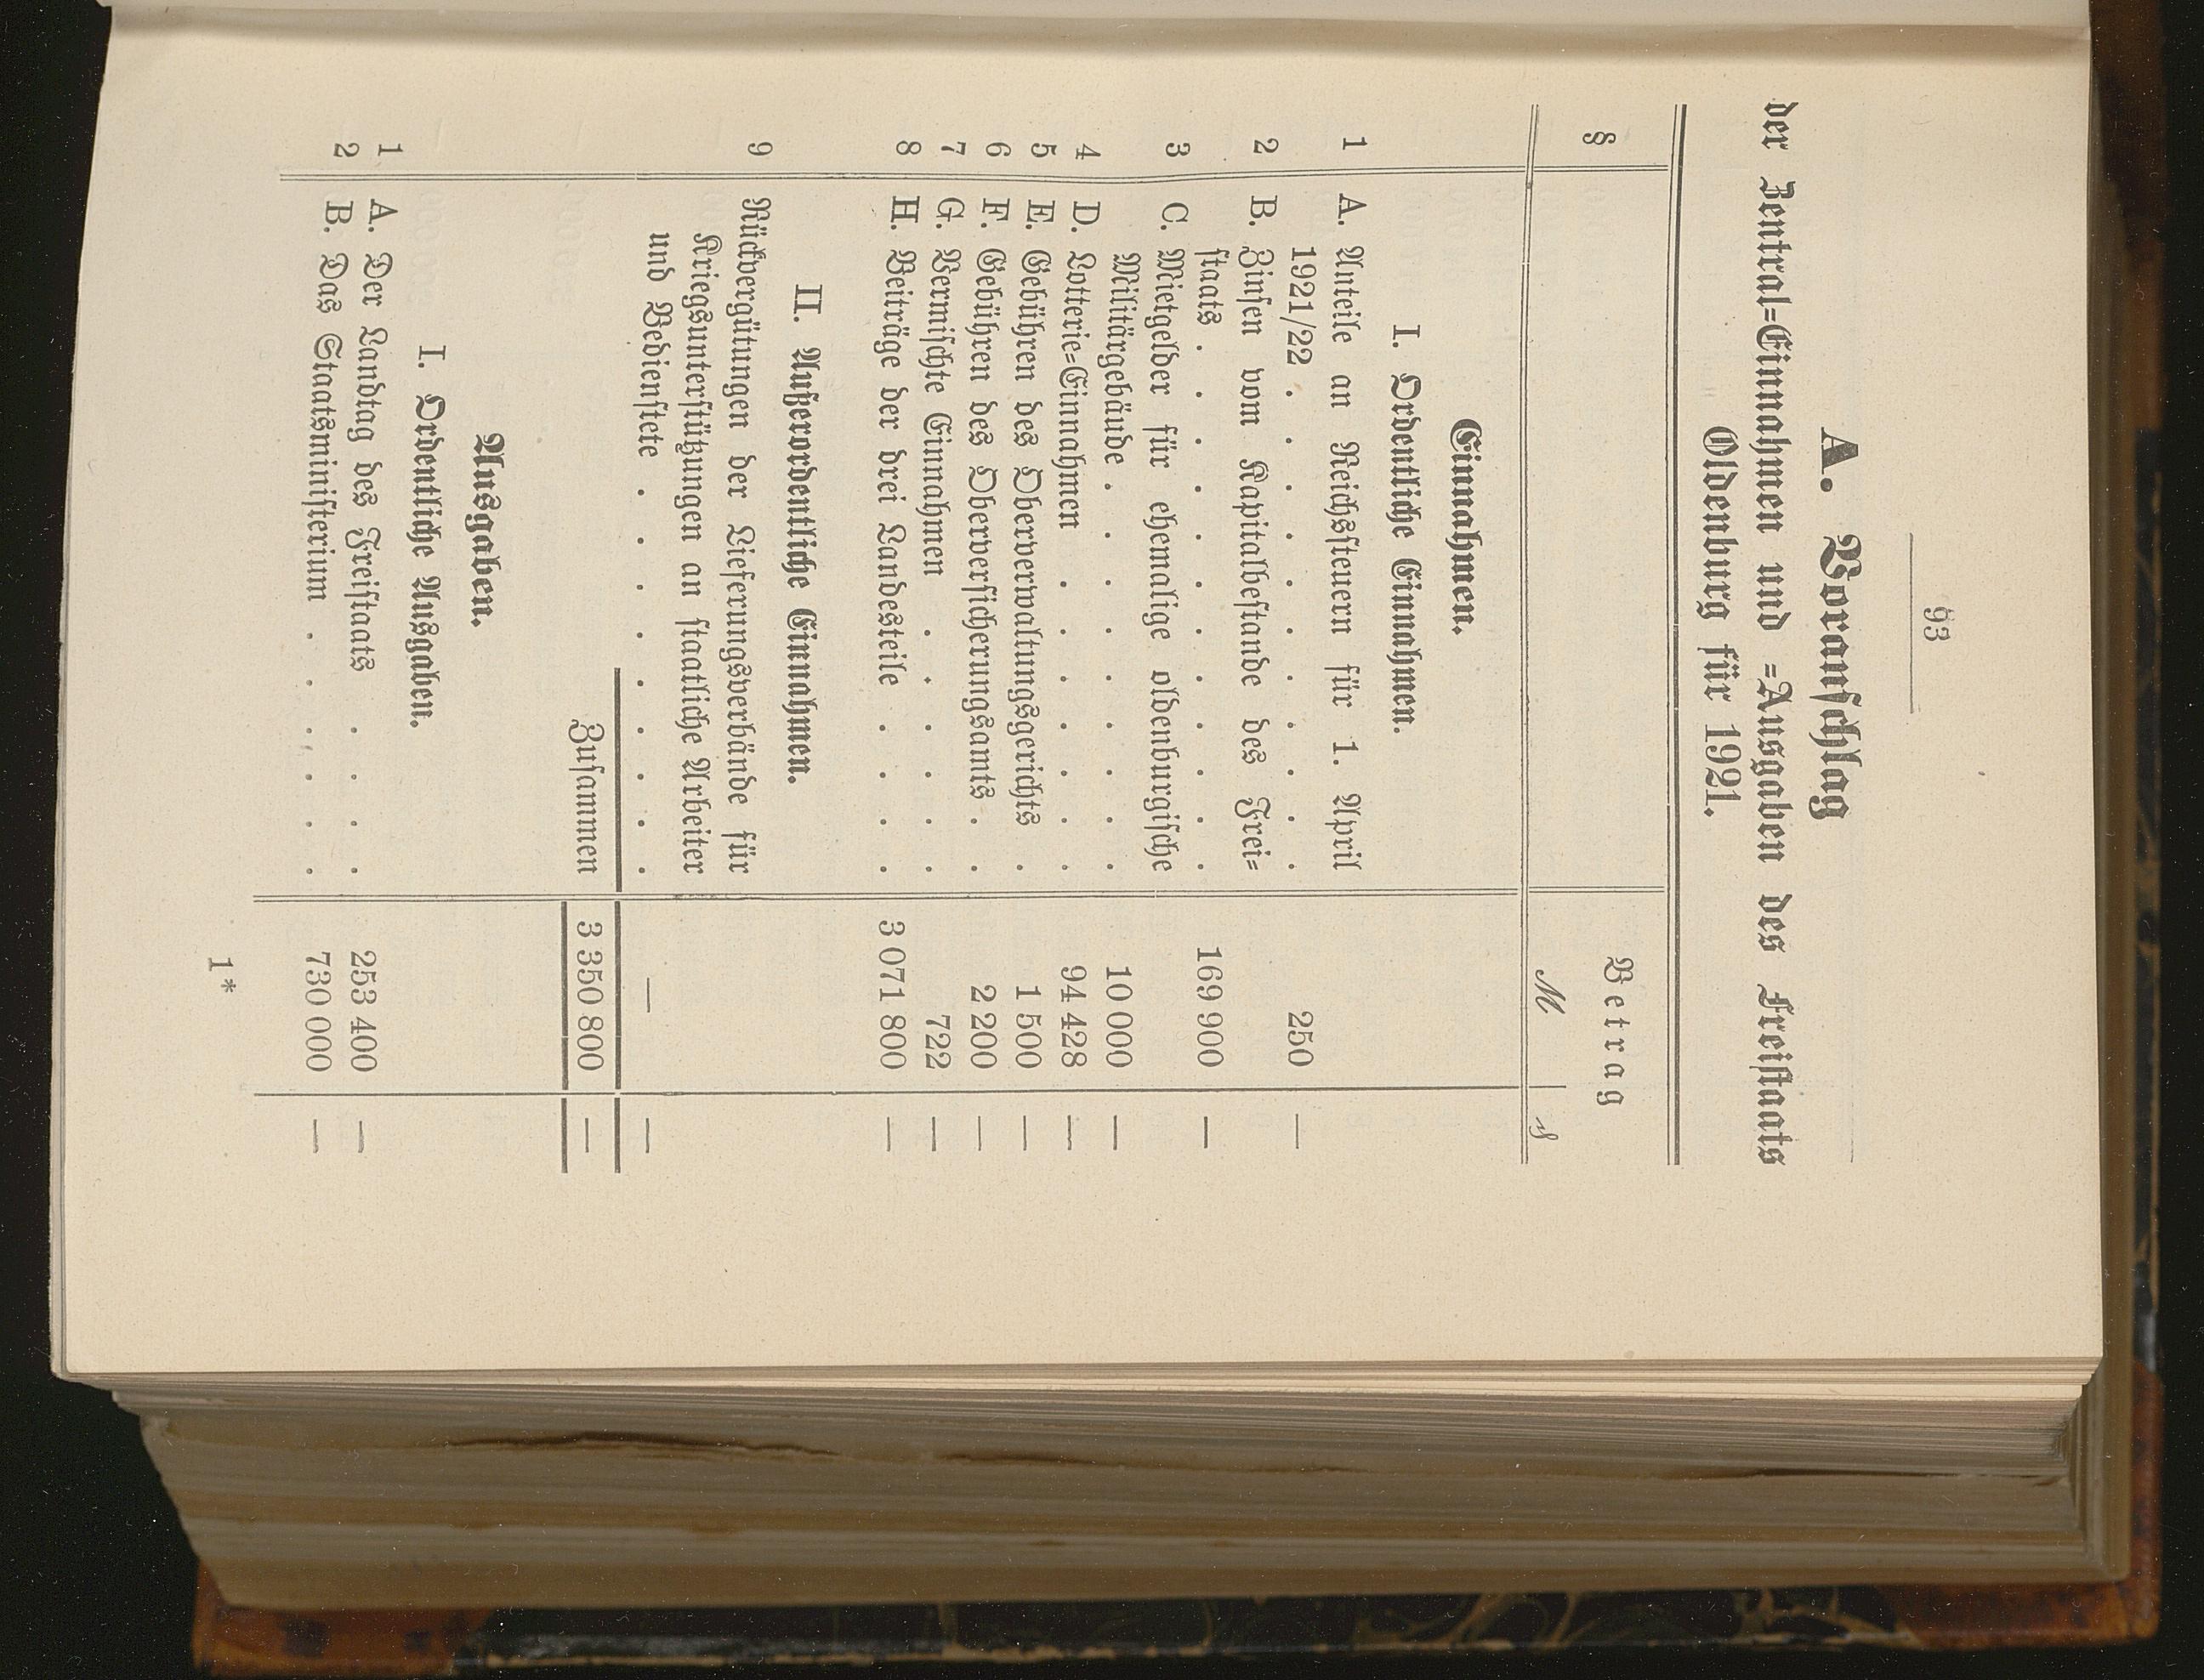 93
A. Voranschlag
der Zentral=Einnahmen und =Ausgaben des Freistaats
Oldenburg für 1921.
§ Betrag
ℳ ₰
Einnahmen.
I. Ordentliche Einnahmen.
1 A. Anteile an Reichssteuern für 1. April
1921/22 . . . . . . . . . . 250 —
2 B. Zinsen vom Kapitalbestande des Frei=
staats . . . . . . . . . . . 169 900 —
3 C. Mietgelder für ehemalige oldenburgische
Militärgebäude . . . . . . . . 10 000 —
4 D. Lotterie=Einnahmen . . . . . . . 94 428 —
5 E. Gebühren des Oberverwaltungsgerichts . 1 500 —
6 F. Gebühren des Oberversicherungsamts . . 2 200 —
7 G. Vermischte Einnahmen . . . . . . 722 —
8 H. Beiträge der drei Landesteile . . . . 3 071 800 —
II. Außerordentliche Einnahmen.
9 Rückvergütungen der Lieferungsverbände für
Kriegsunterstützungen an staatliche Arbeiter
und Bedienstete . . . . . . . . — —
Zusammen 3 350 800 —
Ausgaben.
I. Ordentliche Ausgaben.
1 A. Der Landtag des Freistaats . . . . 253 400 —
2 B. Das Staatsministerium . . . . . . 730 000 —
1*